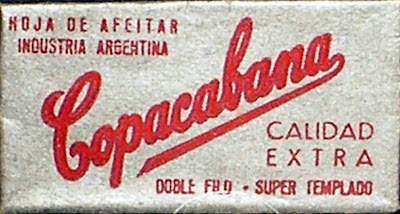 HOJA DE AFEITAR
INDUSTRIA ARGENTINA
Copacabana
CALIDAD
EXTRA
DOBLE FILO - SUPER TEMPLADO